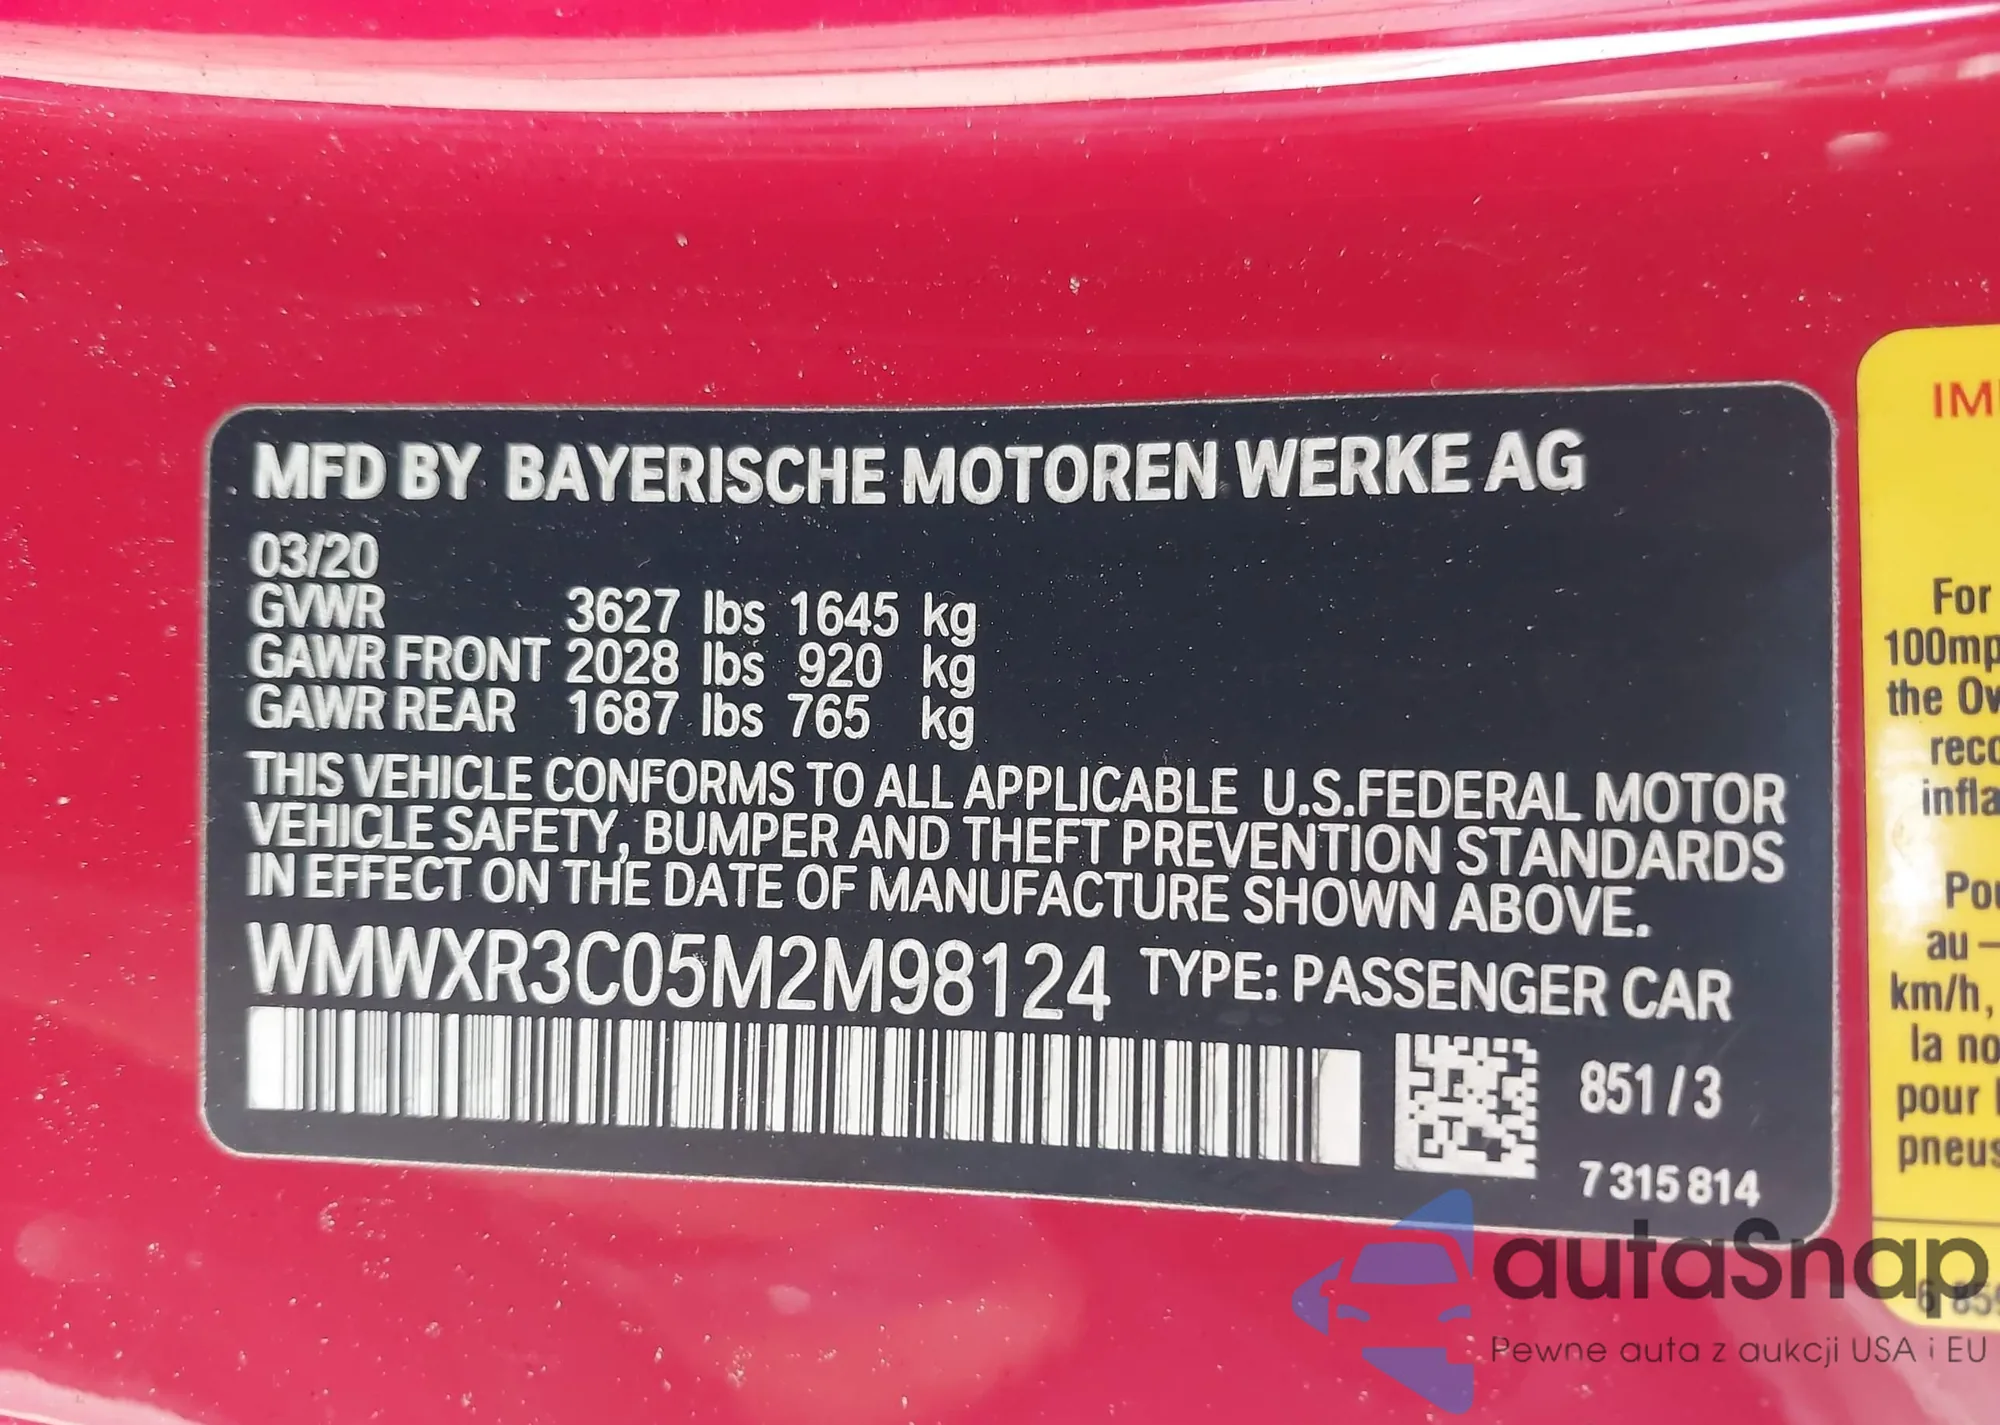 MFD BY BAYERISCHE MOTOREN WERKE AG
03/20
GVWR 3627 lbs 1645 kg
GAWR FRONT 2028 lbs 920 kg
GAWR REAR 1687 lbs 765 kg
THIS VEHICLE CONFORMS TO ALL APPLICABLE U.S.FEDERAL MOTOR
VEHICLE SAFETY, BUMPER AND THEFT PREVENTION STANDARDS
IN EFFECT ON THE DATE OF MANUFACTURE SHOWN ABOVE.
WMWXR3C05M2M98124 TYPE: PASSENGER CAR
851/3
7 315 814
For
100mp
the Ow
reco
infla
Pou
au –
km/h,
la no
pour
pneus
autaSnap
Pewne auta z aukcji USA i EU